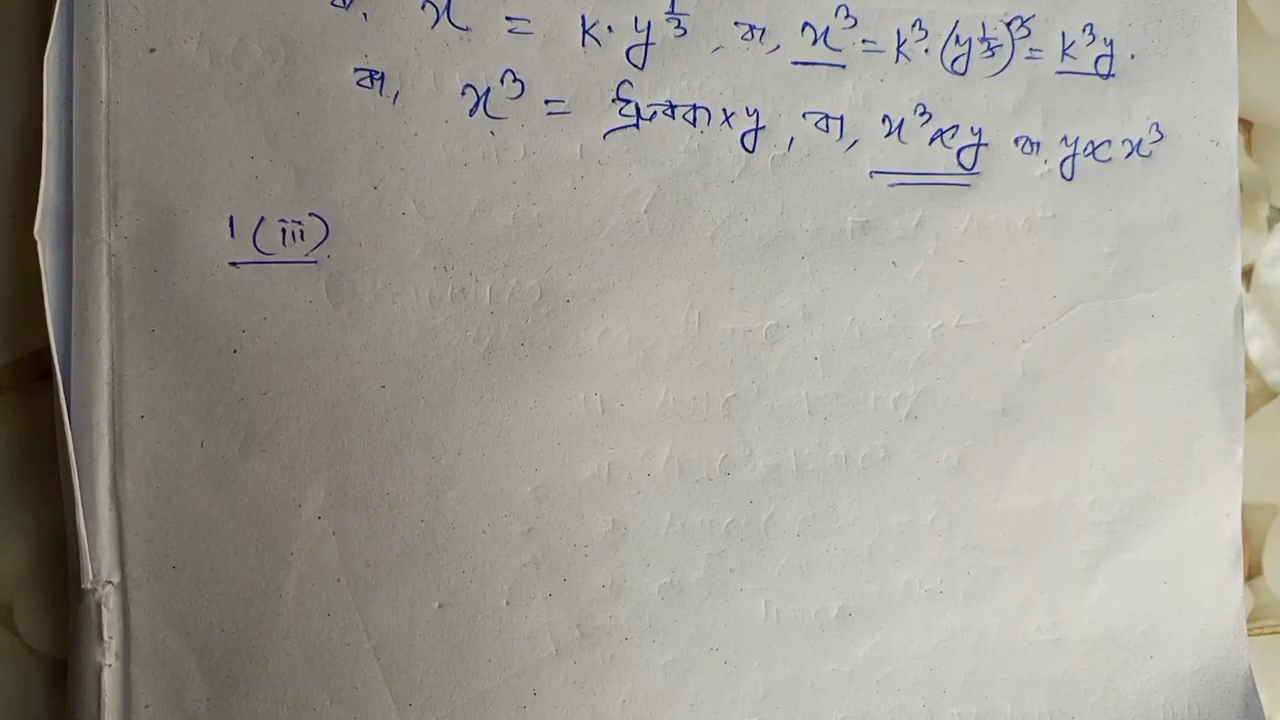 বা, x = k·y^{1/3}, বা, x³ = k³·(y^{1/3})³ = k³y.
বা, x³ = ধ্রুবক × y, বা, x³ ∝ y বা, y ∝ x³
1 (iii)